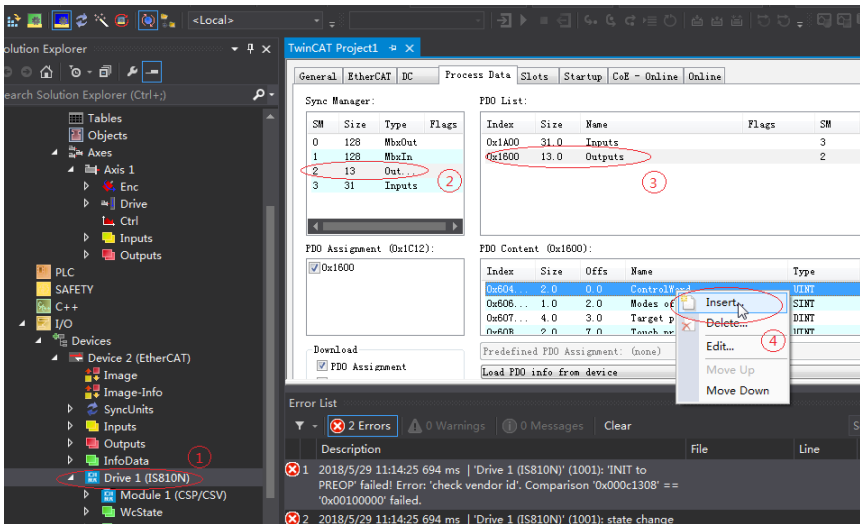 <Local>
olution Explorer
earch Solution Explorer (Ctrl+;)
Tables
Objects
Axes
Axis 1
Enc
Drive
Ctrl
Inputs
Outputs
PLC
SAFETY
C++
I/O
Devices
Device 2 (EtherCAT)
Image
Image-Info
SyncUnits
Inputs
Outputs
InfoData
1
Drive 1 (IS810N)
Module 1 (CSP/CSV)
WcState
TwinCAT Project1
General EtherCAT DC Process Data Slots Startup CoE - Online Online
Sync Manager:
SM Size Type Flags
0 128 MbxOut
1 128 MbxIn
2 13 Out...
3 31 Inputs
2
PDO List:
Index Size Name Flags SM
0x1A00 31.0 Inputs 3
0x1600 13.0 Outputs 2
3
PDO Assignment (0x1C12):
0x1600
PDO Content (0x1600):
Index Size Offs Name Type
0x604... 2.0 0.0 ControlWord UINT
0x606... 1.0 2.0 Modes of SINT
0x607... 4.0 3.0 Target p DINT
0x60B 2.0 7.0 Touch pr UINT
Insert...
Delete...
Edit...
Move Up
Move Down
4
Download
PDO Assignment
Predefined PDO Assignment: (none)
Load PDO info from device
Error List
2 Errors 0 Warnings 0 Messages Clear S
Description File Line
1 2018/5/29 11:14:25 694 ms | 'Drive 1 (IS810N)' (1001): 'INIT to
PREOP' failed! Error: 'check vendor id'. Comparison '0x000c1308' ==
'0x00100000' failed.
2 2018/5/29 11:14:25 694 ms | 'Drive 1 (IS810N)' (1001): state change